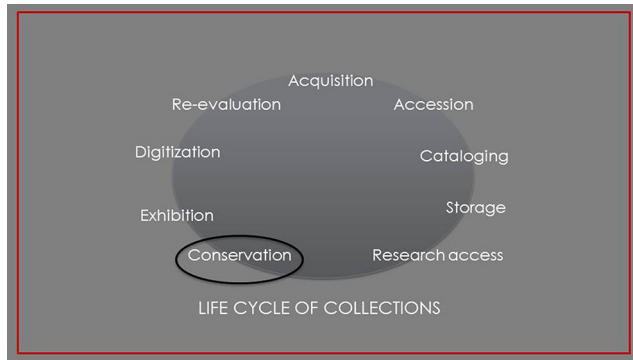 Acquisition
Re-evaluation
Accession
Digitization
Cataloging
Exhibition
Storage
Conservation
Research access
LIFE CYCLE OF COLLECTIONS